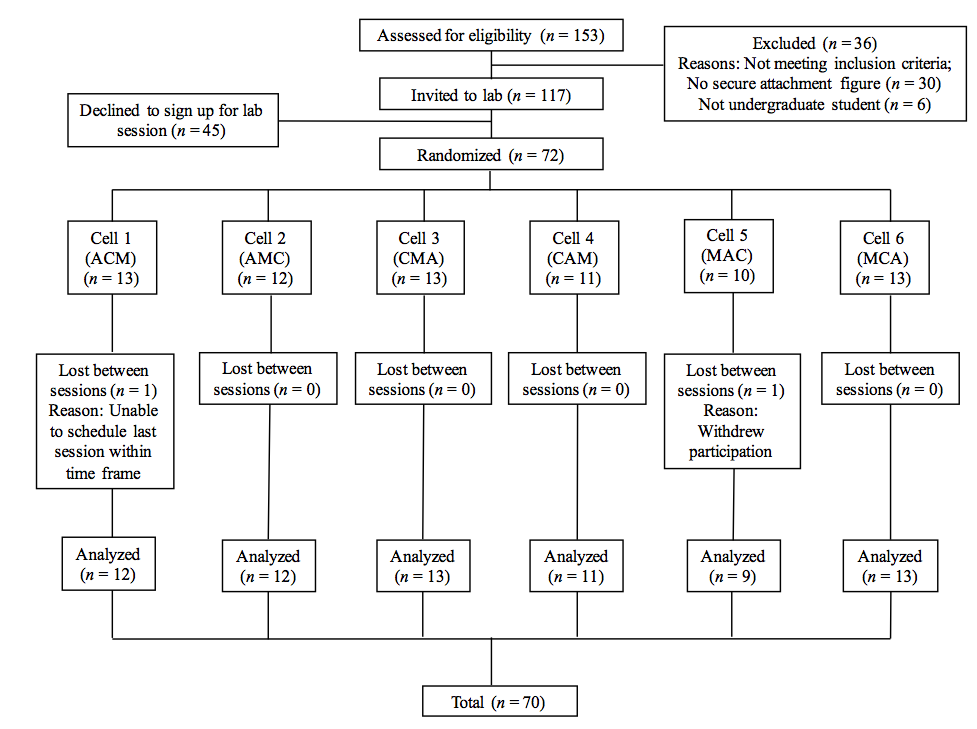 Assessed for eligibility (n = 153)
Excluded (n = 36)
Reasons: Not meeting inclusion criteria;
No secure attachment figure (n = 30)
Not undergraduate student (n = 6)
Invited to lab (n = 117)
Declined to sign up for lab
session (n = 45)
Randomized (n = 72)
Cell 1
(ACM)
(n = 13)
Cell 2
(AMC)
(n = 12)
Cell 3
(CMA)
(n = 13)
Cell 4
(CAM)
(n = 11)
Cell 5
(MAC)
(n = 10)
Cell 6
(MCA)
(n = 13)
Lost between
sessions (n = 1)
Reason: Unable
to schedule last
session within
time frame
Lost between
sessions (n = 0)
Lost between
sessions (n = 0)
Lost between
sessions (n = 0)
Lost between
sessions (n = 1)
Reason:
Withdrew
participation
Lost between
sessions (n = 0)
Analyzed
(n = 12)
Analyzed
(n = 12)
Analyzed
(n = 13)
Analyzed
(n = 11)
Analyzed
(n = 9)
Analyzed
(n = 13)
Total (n = 70)